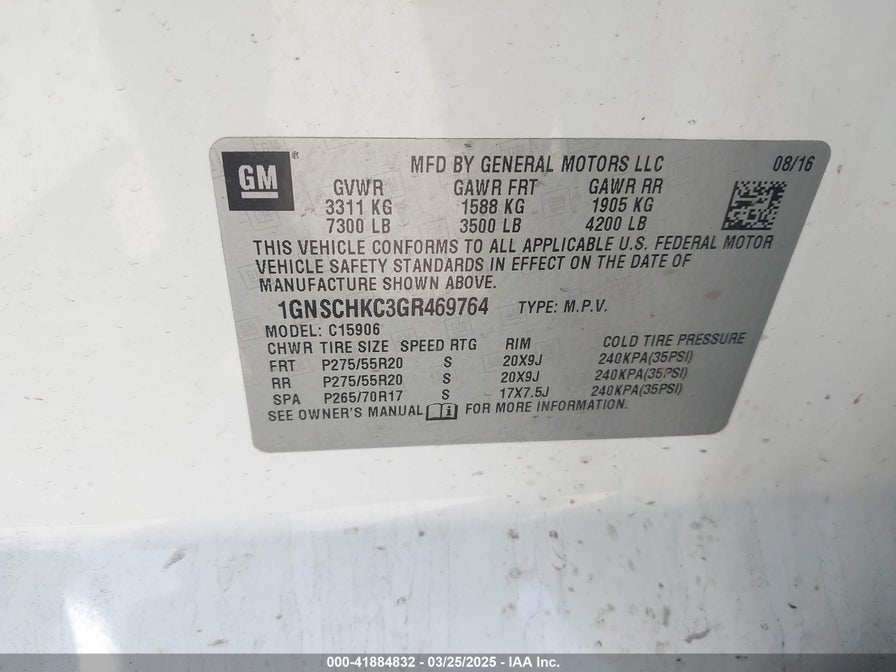 GM ® MFD BY GENERAL MOTORS LLC 08/16
GVWR GAWR FRT GAWR RR
3311 KG 1588 KG 1905 KG
7300 LB 3500 LB 4200 LB
THIS VEHICLE CONFORMS TO ALL APPLICABLE U.S. FEDERAL MOTOR
VEHICLE SAFETY STANDARDS IN EFFECT ON THE DATE OF
MANUFACTURE SHOWN ABOVE.
1GNSCHKC3GR469764 TYPE: M.P.V.
MODEL: C15906
CHWR TIRE SIZE SPEED RTG RIM COLD TIRE PRESSURE
FRT P275/55R20 S 20X9J 240KPA(35PSI)
RR P275/55R20 S 20X9J 240KPA(35PSI)
SPA P265/70R17 S 17X7.5J 240KPA(35PSI)
SEE OWNER'S MANUAL i FOR MORE INFORMATION.
000-41884832 - 03/25/2025 - IAA Inc.